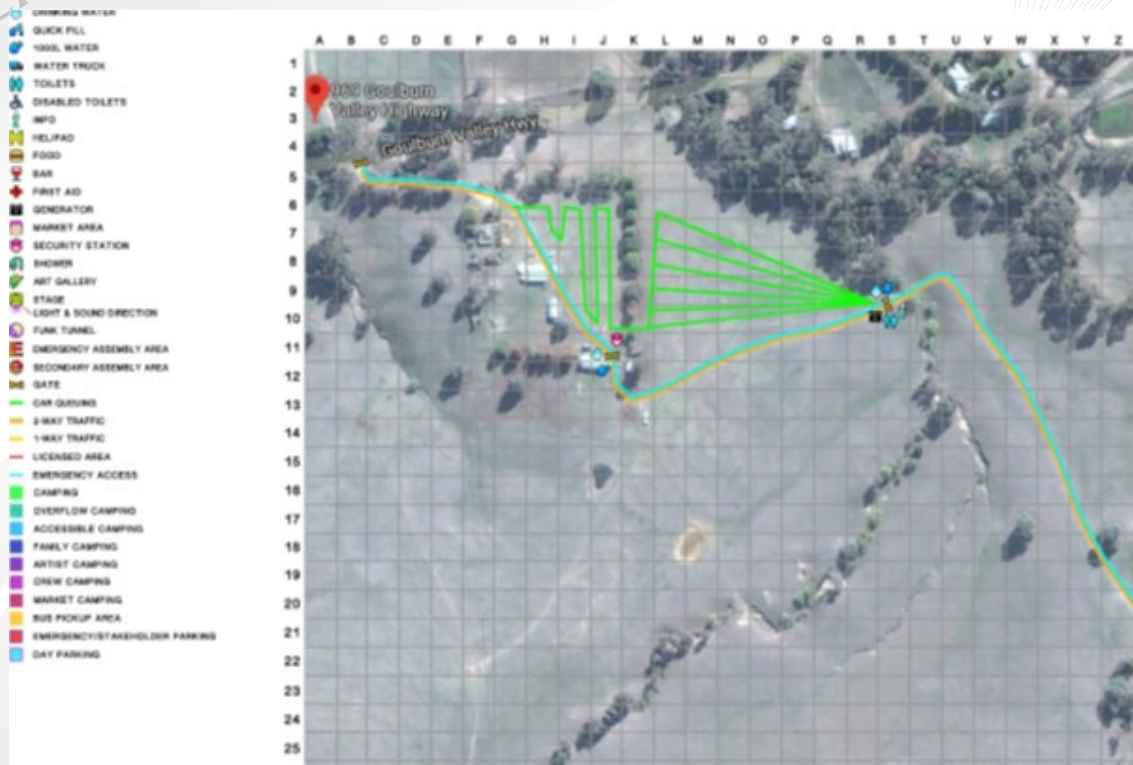 DRINKING WATER
QUICK FILL
1000L WATER
WATER TRUCK
TOILETS
DISABLED TOILETS
INFO
HELIPAD
FOOD
BAR
FIRST AID
GENERATOR
MARKET AREA
SECURITY STATION
SHOWER
ART GALLERY
STAGE
LIGHT & SOUND DIRECTION
FUNK TUNNEL
EMERGENCY ASSEMBLY AREA
SECONDARY ASSEMBLY AREA
GATE
CAR QUEUING
2-WAY TRAFFIC
1-WAY TRAFFIC
LICENSED AREA
EMERGENCY ACCESS
CAMPING
OVERFLOW CAMPING
ACCESSIBLE CAMPING
FAMILY CAMPING
ARTIST CAMPING
CREW CAMPING
MARKET CAMPING
BUS PICKUP AREA
EMERGENCY/STAKEHOLDER PARKING
DAY PARKING
A B C D E F G H I J K L M N O P Q R S T U V W X Y Z
1
2
3
4
5
6
7
8
9
10
11
12
13
14
15
16
17
18
19
20
21
22
23
24
25
Goulburn
Valley Highway
Goulburn Valley Hwy